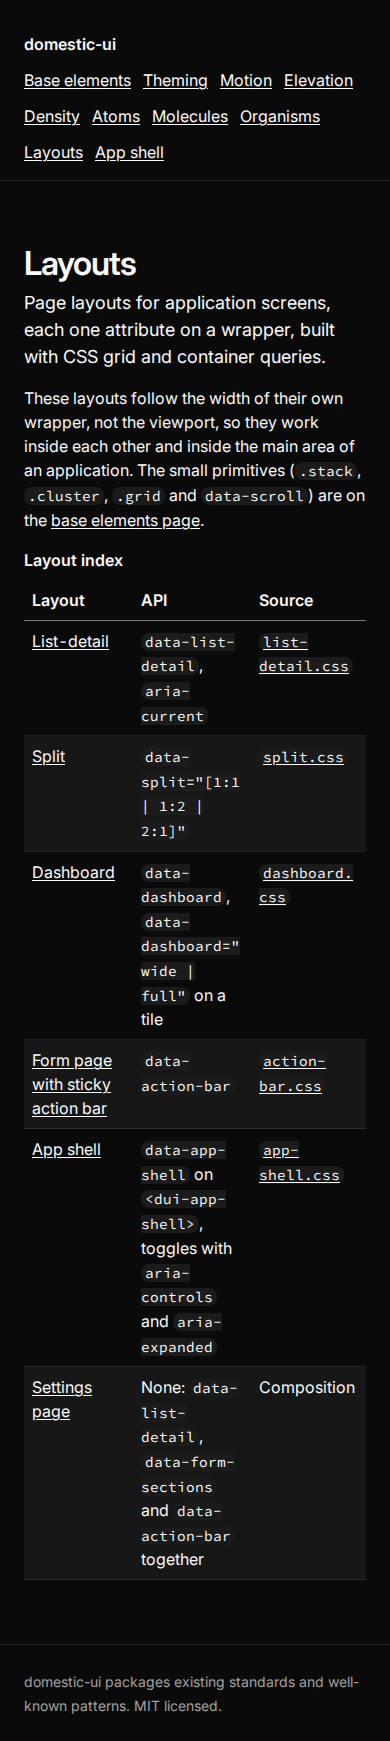 domestic-ui
Base elements Theming Motion Elevation
Density Atoms Molecules Organisms
Layouts App shell
Layouts
Page layouts for application screens,
each one attribute on a wrapper, built
with CSS grid and container queries.
These layouts follow the width of their own
wrapper, not the viewport, so they work
inside each other and inside the main area of
an application. The small primitives (.stack,
.cluster, .grid and data-scroll) are on
the base elements page.
Layout index
Layout API Source
List-detail data-list-
detail, aria-
current list-
detail.css
Split data-
split="[1:1
| 1:2 |
2:1]" split.css
Dashboard data-
dashboard,
data-
dashboard="
wide |
full" on a
tile dashboard.
css
Form page
with sticky
action bar data-
action-bar action-
bar.css
App shell data-app-
shell on
<dui-app-
shell>,
toggles with
aria-
controls
and aria-
expanded app-
shell.css
Settings
page None: data-
list-
detail,
data-form-
sections
and data-
action-bar
together Composition
domestic-ui packages existing standards and well-
known patterns. MIT licensed.